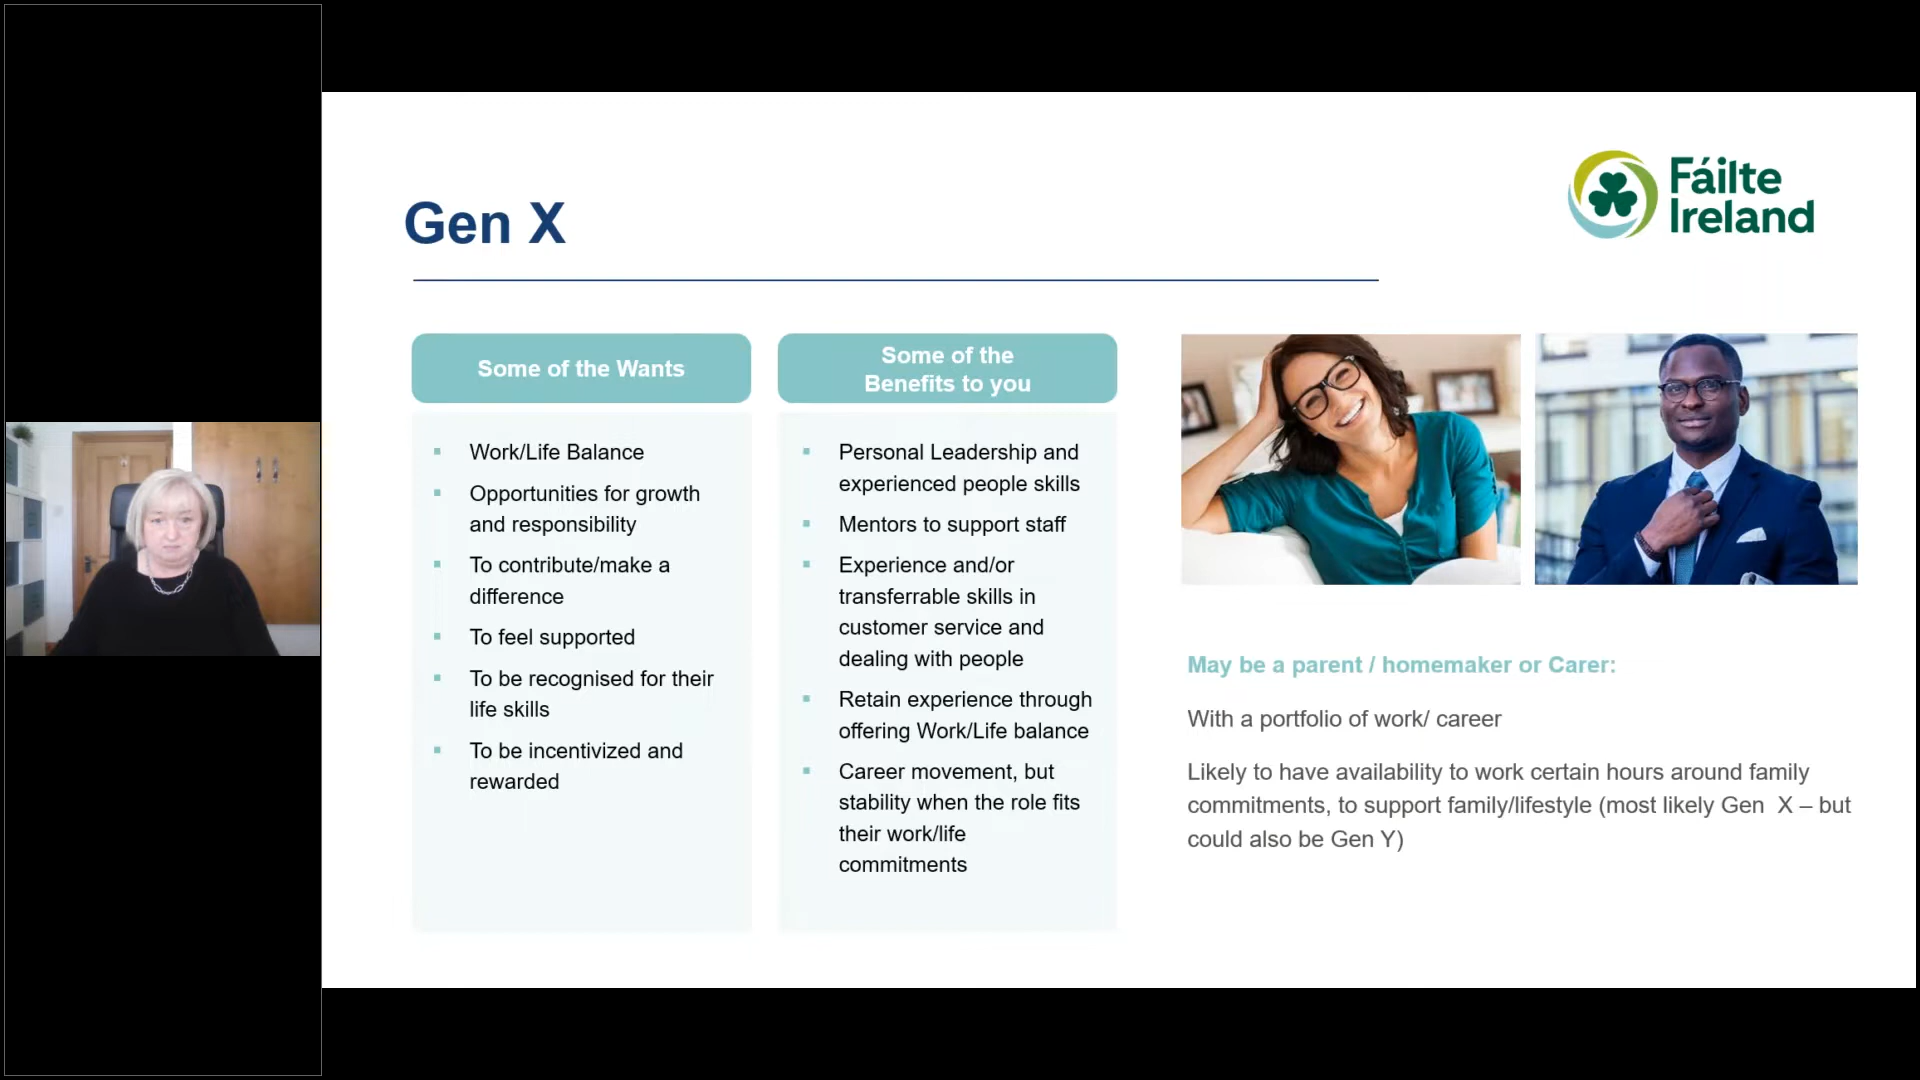 Gen X
Fáilte
Ireland
Some of the Wants
Work/Life Balance
Opportunities for growth
and responsibility
To contribute/make a
difference
To feel supported
To be recognised for their
life skills
To be incentivized and
rewarded
Some of the
Benefits to you
Personal Leadership and
experienced people skills
Mentors to support staff
Experience and/or
transferrable skills in
customer service and
dealing with people
Retain experience through
offering Work/Life balance
Career movement, but
stability when the role fits
their work/life
commitments
May be a parent / homemaker or Carer:
With a portfolio of work/ career
Likely to have availability to work certain hours around family
commitments, to support family/lifestyle (most likely Gen  X – but
could also be Gen Y)